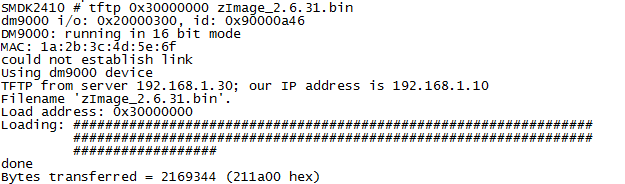 SMDK2410 # tftp 0x30000000 zImage_2.6.31.bin
dm9000 i/o: 0x20000300, id: 0x90000a46
DM9000: running in 16 bit mode
MAC: 1a:2b:3c:4d:5e:6f
could not establish link
Using dm9000 device
TFTP from server 192.168.1.30; our IP address is 192.168.1.10
Filename 'zImage_2.6.31.bin'.
Load address: 0x30000000
Loading: #################################################################
#################################################################
##################
done
Bytes transferred = 2169344 (211a00 hex)